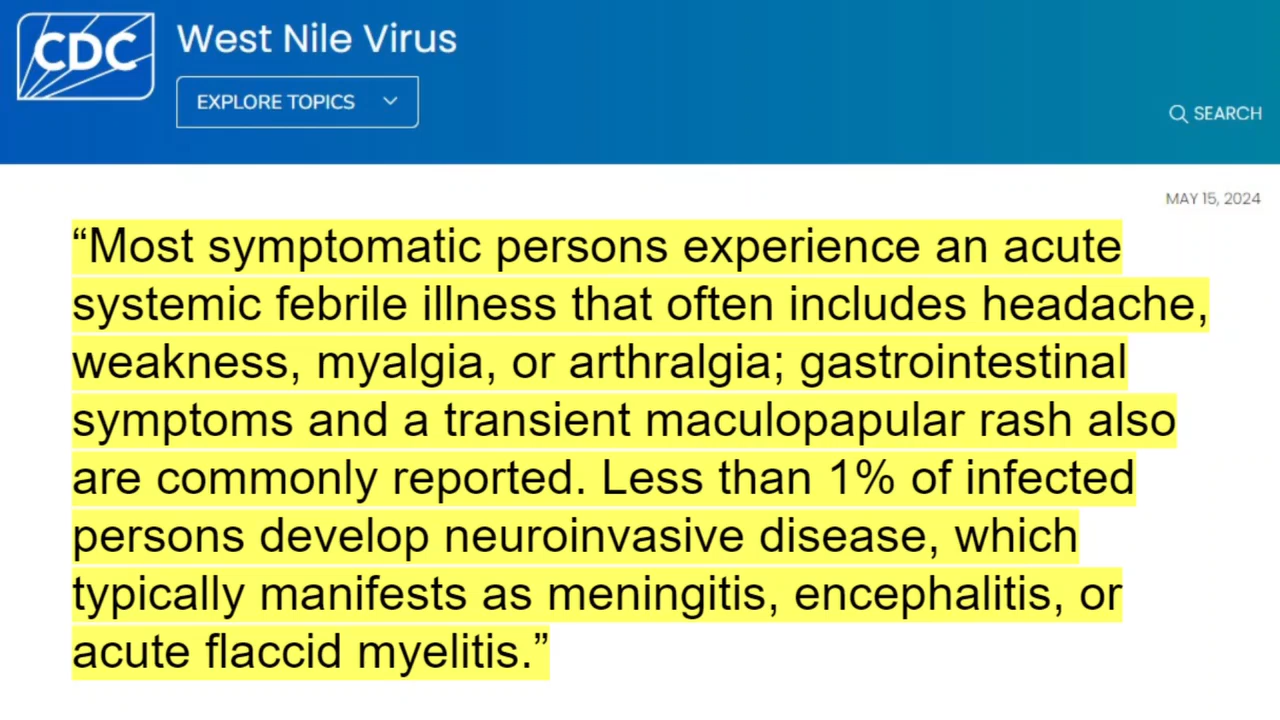 CDC
West Nile Virus
EXPLORE TOPICS
SEARCH
MAY 15, 2024
“Most symptomatic persons experience an acute
systemic febrile illness that often includes headache,
weakness, myalgia, or arthralgia; gastrointestinal
symptoms and a transient maculopapular rash also
are commonly reported. Less than 1% of infected
persons develop neuroinvasive disease, which
typically manifests as meningitis, encephalitis, or
acute flaccid myelitis.”